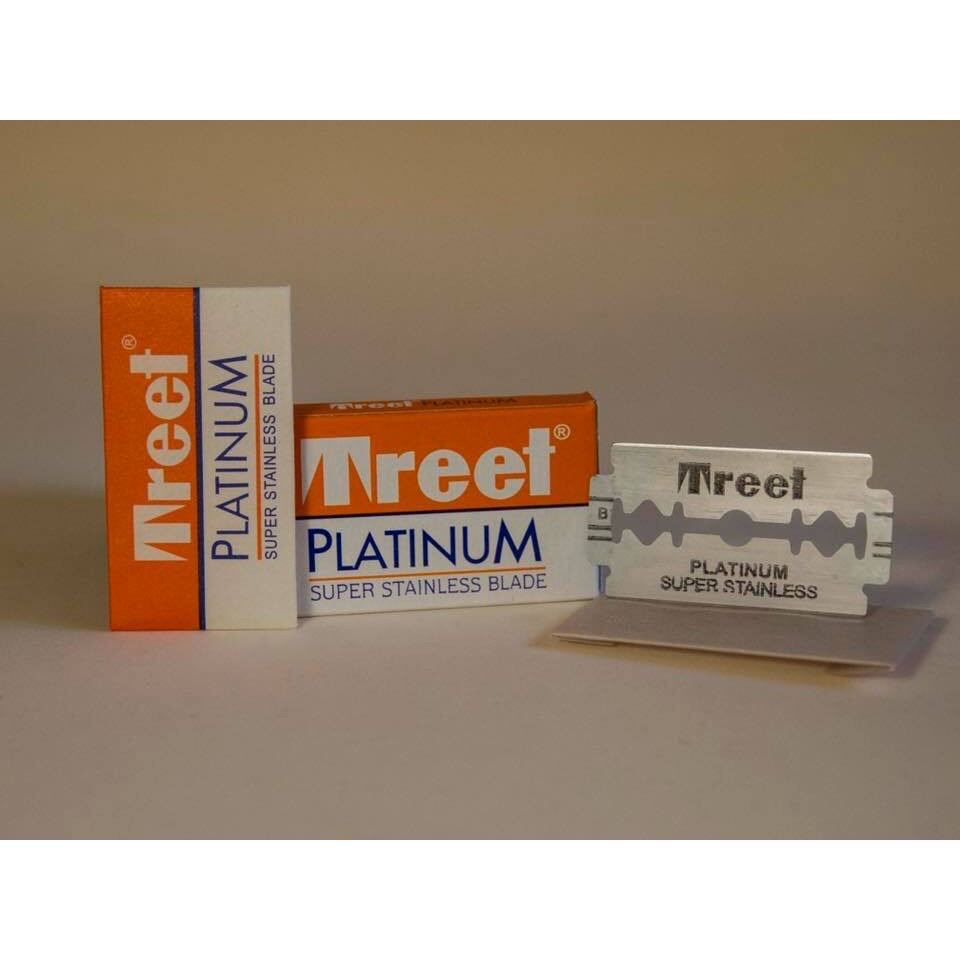 Treet®
PLATINUM
SUPER STAINLESS BLADE
Treet PLATINUM
Treet®
PLATINUM
SUPER STAINLESS BLADE
Treet
B
PLATINUM
SUPER STAINLESS